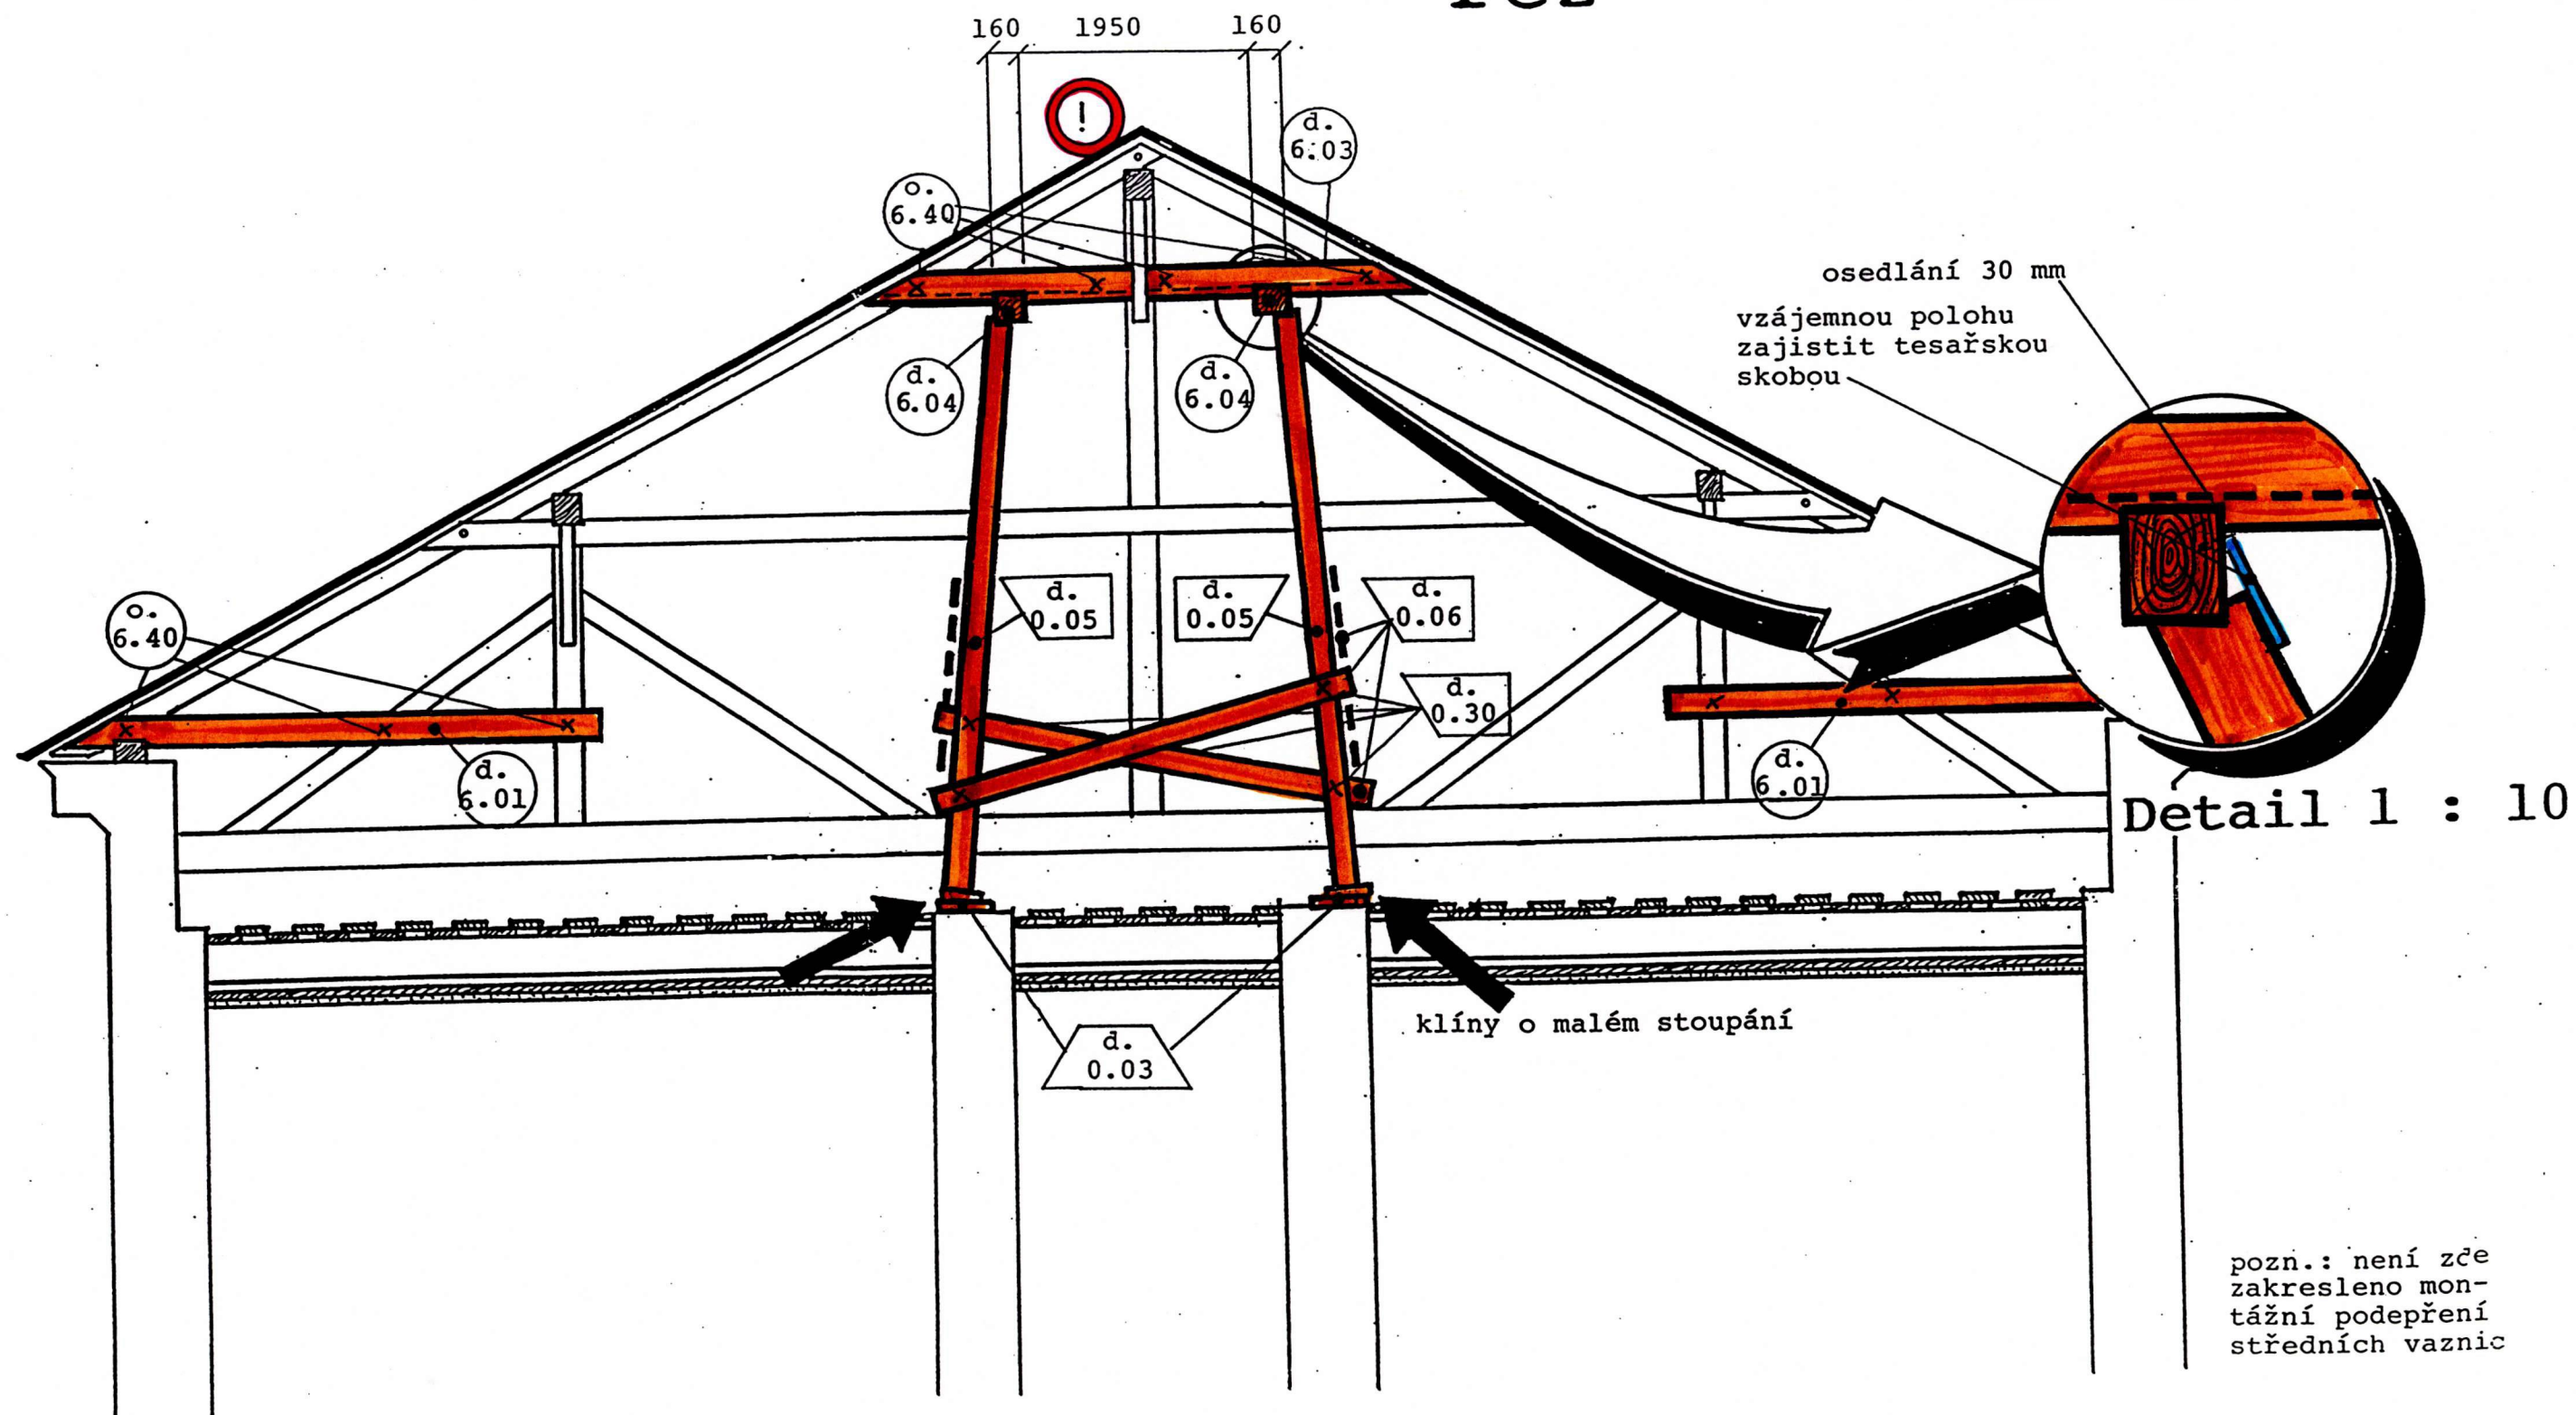 160 1950 160
!
d.
6.03
o.
6.40
osedlání 30 mm
vzájemnou polohu
zajistit tesařskou
skobou
d.
6.04
d.
6.04
d.
0.05
d.
0.05
d.
0.06
o.
6.40
d.
0.30
d.
6.01
d.
6.01
Detail 1 : 10
klíny o malém stoupání
d.
0.03
pozn.: není zde
zakresleno mon-
tážní podepření
středních vaznic